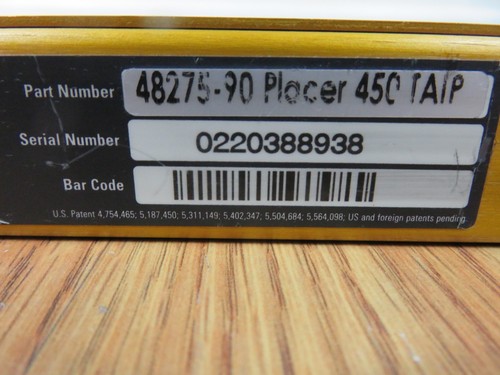 Part Number 48275-90 Placer 450 TAIP
Serial Number 0220388938
Bar Code
U.S. Patent 4,754,465; 5,187,450; 5,311,149; 5,402,347; 5,504,684; 5,564,098; US and foreign patents pending.